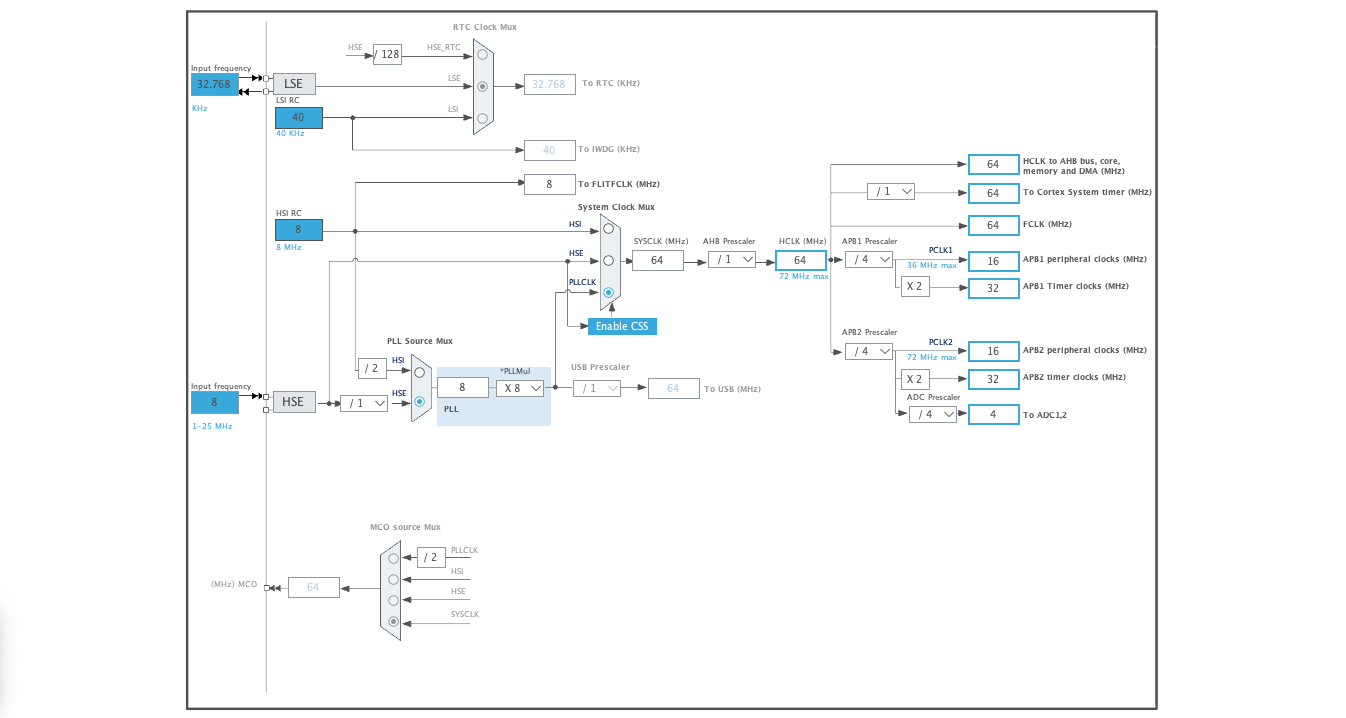 RTC Clock Mux
HSE
/ 128
HSE_RTC
Input frequency
32.768
KHz
LSE
LSE
32.768
To RTC (KHz)
LSI RC
40
40 KHz
LSI
40
To IWDG (KHz)
8
To FLITFCLK (MHz)
HSI RC
8
8 MHz
System Clock Mux
HSI
HSE
PLLCLK
Enable CSS
SYSCLK (MHz)
64
AHB Prescaler
/ 1
HCLK (MHz)
64
72 MHz max
64
HCLK to AHB bus, core,
memory and DMA (MHz)
/ 1
64
To Cortex System timer (MHz)
64
FCLK (MHz)
APB1 Prescaler
/ 4
PCLK1
36 MHz max
16
APB1 peripheral clocks (MHz)
X 2
32
APB1 Timer clocks (MHz)
APB2 Prescaler
/ 4
PCLK2
72 MHz max
16
APB2 peripheral clocks (MHz)
X 2
32
APB2 timer clocks (MHz)
ADC Prescaler
/ 4
4
To ADC1,2
PLL Source Mux
/ 2
HSI
Input frequency
8
1-25 MHz
HSE
/ 1
HSE
8
*PLLMul
X 8
PLL
USB Prescaler
/ 1
64
To USB (MHz)
MCO source Mux
/ 2
PLLCLK
HSI
HSE
SYSCLK
(MHz) MCO
64